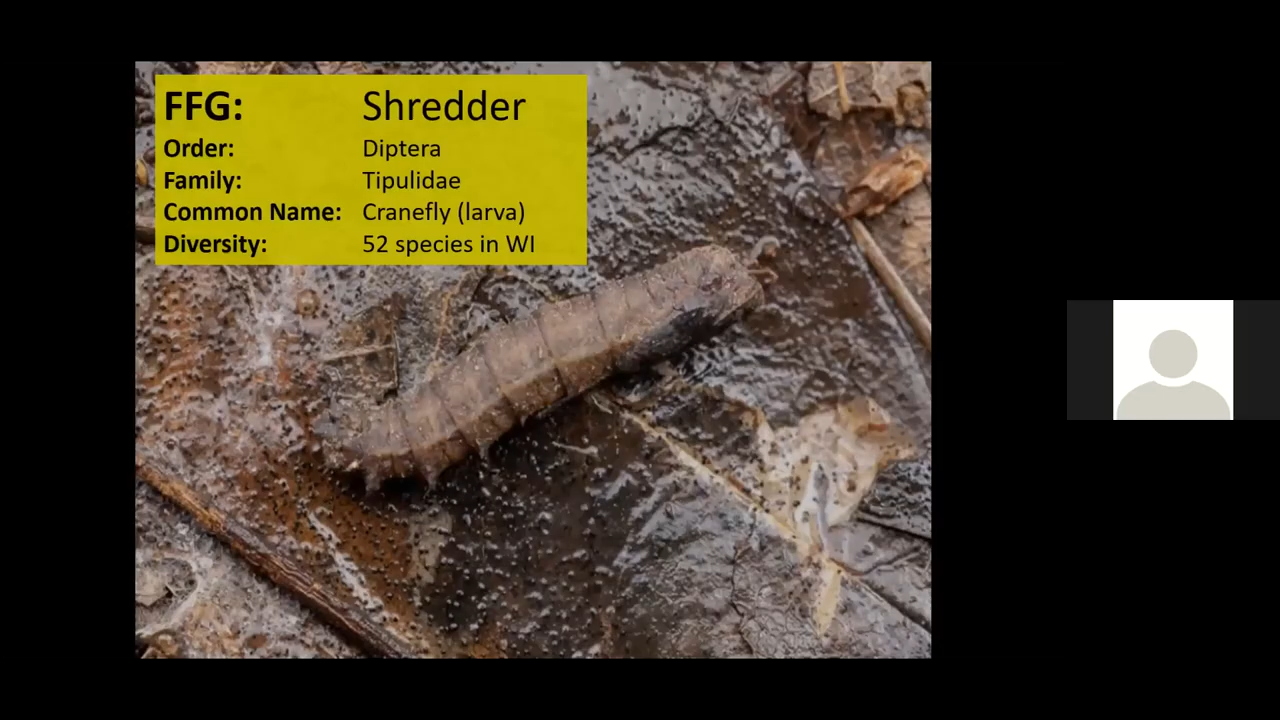 FFG: Shredder
Order: Diptera
Family: Tipulidae
Common Name: Cranefly (larva)
Diversity: 52 species in WI